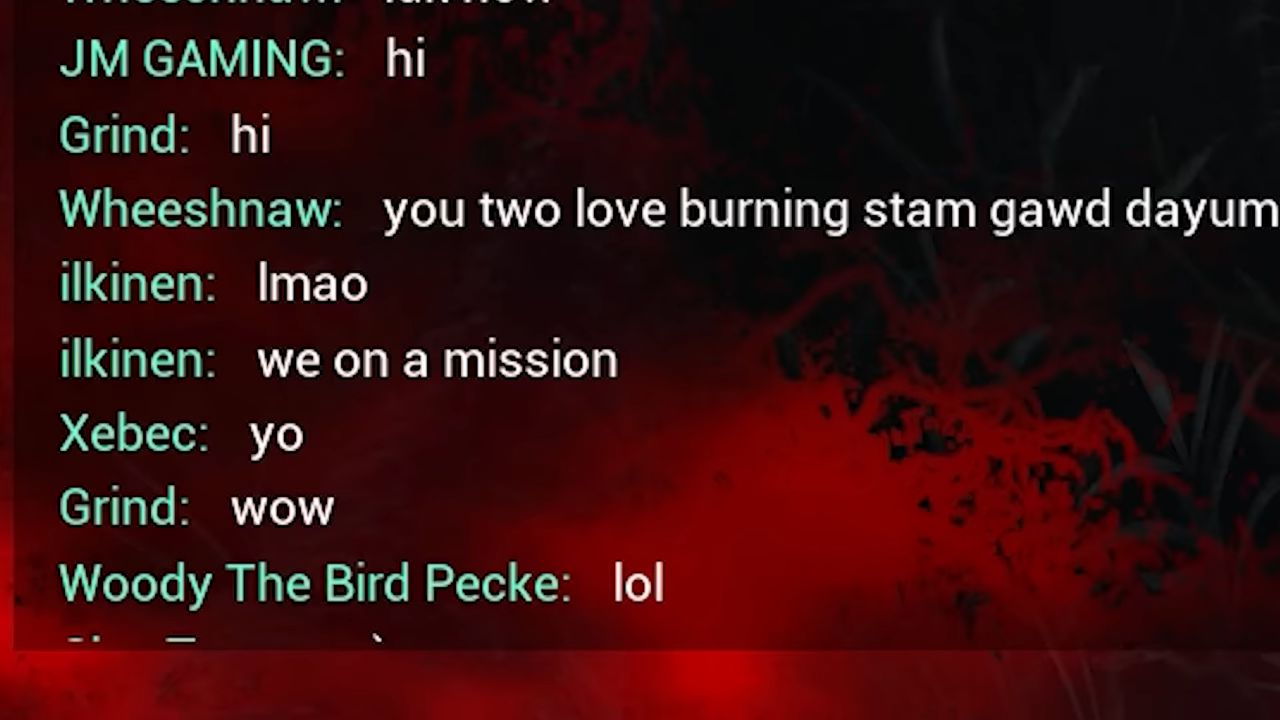 JM GAMING: hi
Grind: hi
Wheeshnaw: you two love burning stam gawd dayum
ilkinen: lmao
ilkinen: we on a mission
Xebec: yo
Grind: wow
Woody The Bird Pecke: lol